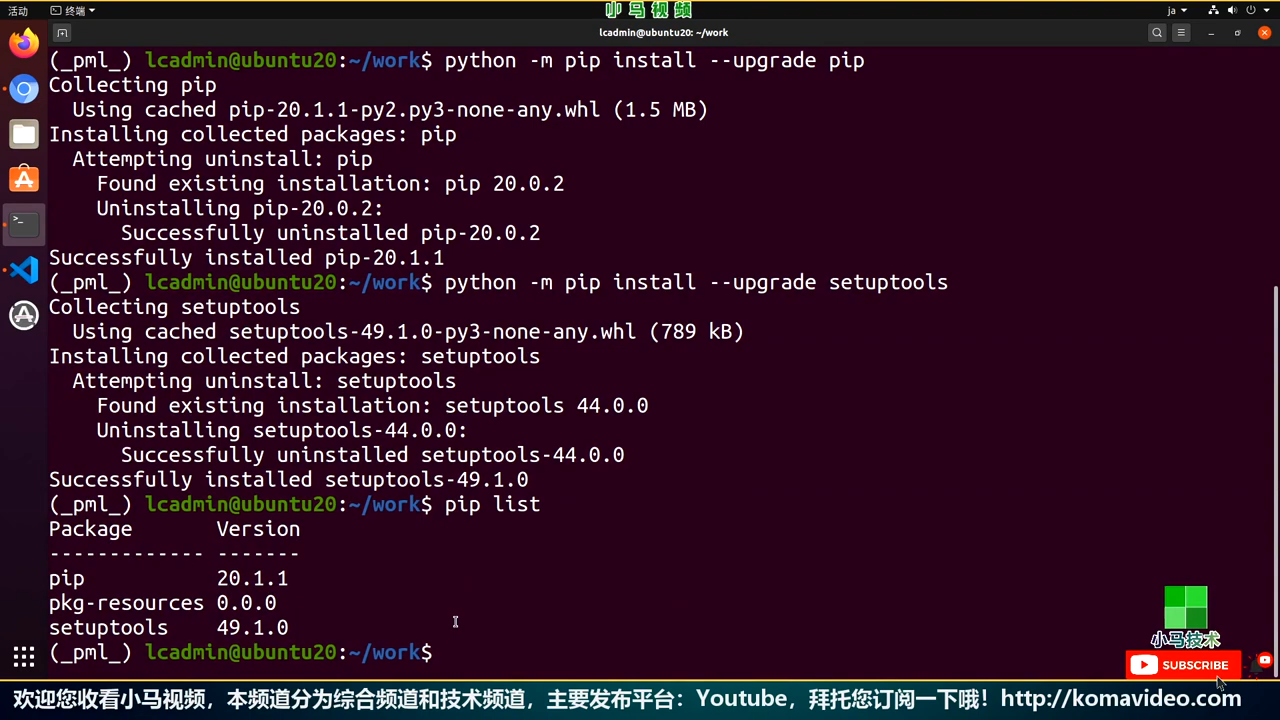 小马视频
活动
终端
ja
lcadmin@ubuntu20: ~/work
(_pml_) lcadmin@ubuntu20:~/work$ python -m pip install --upgrade pip
Collecting pip
  Using cached pip-20.1.1-py2.py3-none-any.whl (1.5 MB)
Installing collected packages: pip
  Attempting uninstall: pip
    Found existing installation: pip 20.0.2
    Uninstalling pip-20.0.2:
      Successfully uninstalled pip-20.0.2
Successfully installed pip-20.1.1
(_pml_) lcadmin@ubuntu20:~/work$ python -m pip install --upgrade setuptools
Collecting setuptools
  Using cached setuptools-49.1.0-py3-none-any.whl (789 kB)
Installing collected packages: setuptools
  Attempting uninstall: setuptools
    Found existing installation: setuptools 44.0.0
    Uninstalling setuptools-44.0.0:
      Successfully uninstalled setuptools-44.0.0
Successfully installed setuptools-49.1.0
(_pml_) lcadmin@ubuntu20:~/work$ pip list
Package       Version
------------- -------
pip           20.1.1
pkg-resources 0.0.0
setuptools    49.1.0
(_pml_) lcadmin@ubuntu20:~/work$
小马技术
SUBSCRIBE
欢迎您收看小马视频，本频道分为综合频道和技术频道，主要发布平台：Youtube，拜托您订阅一下哦！http://komavideo.com